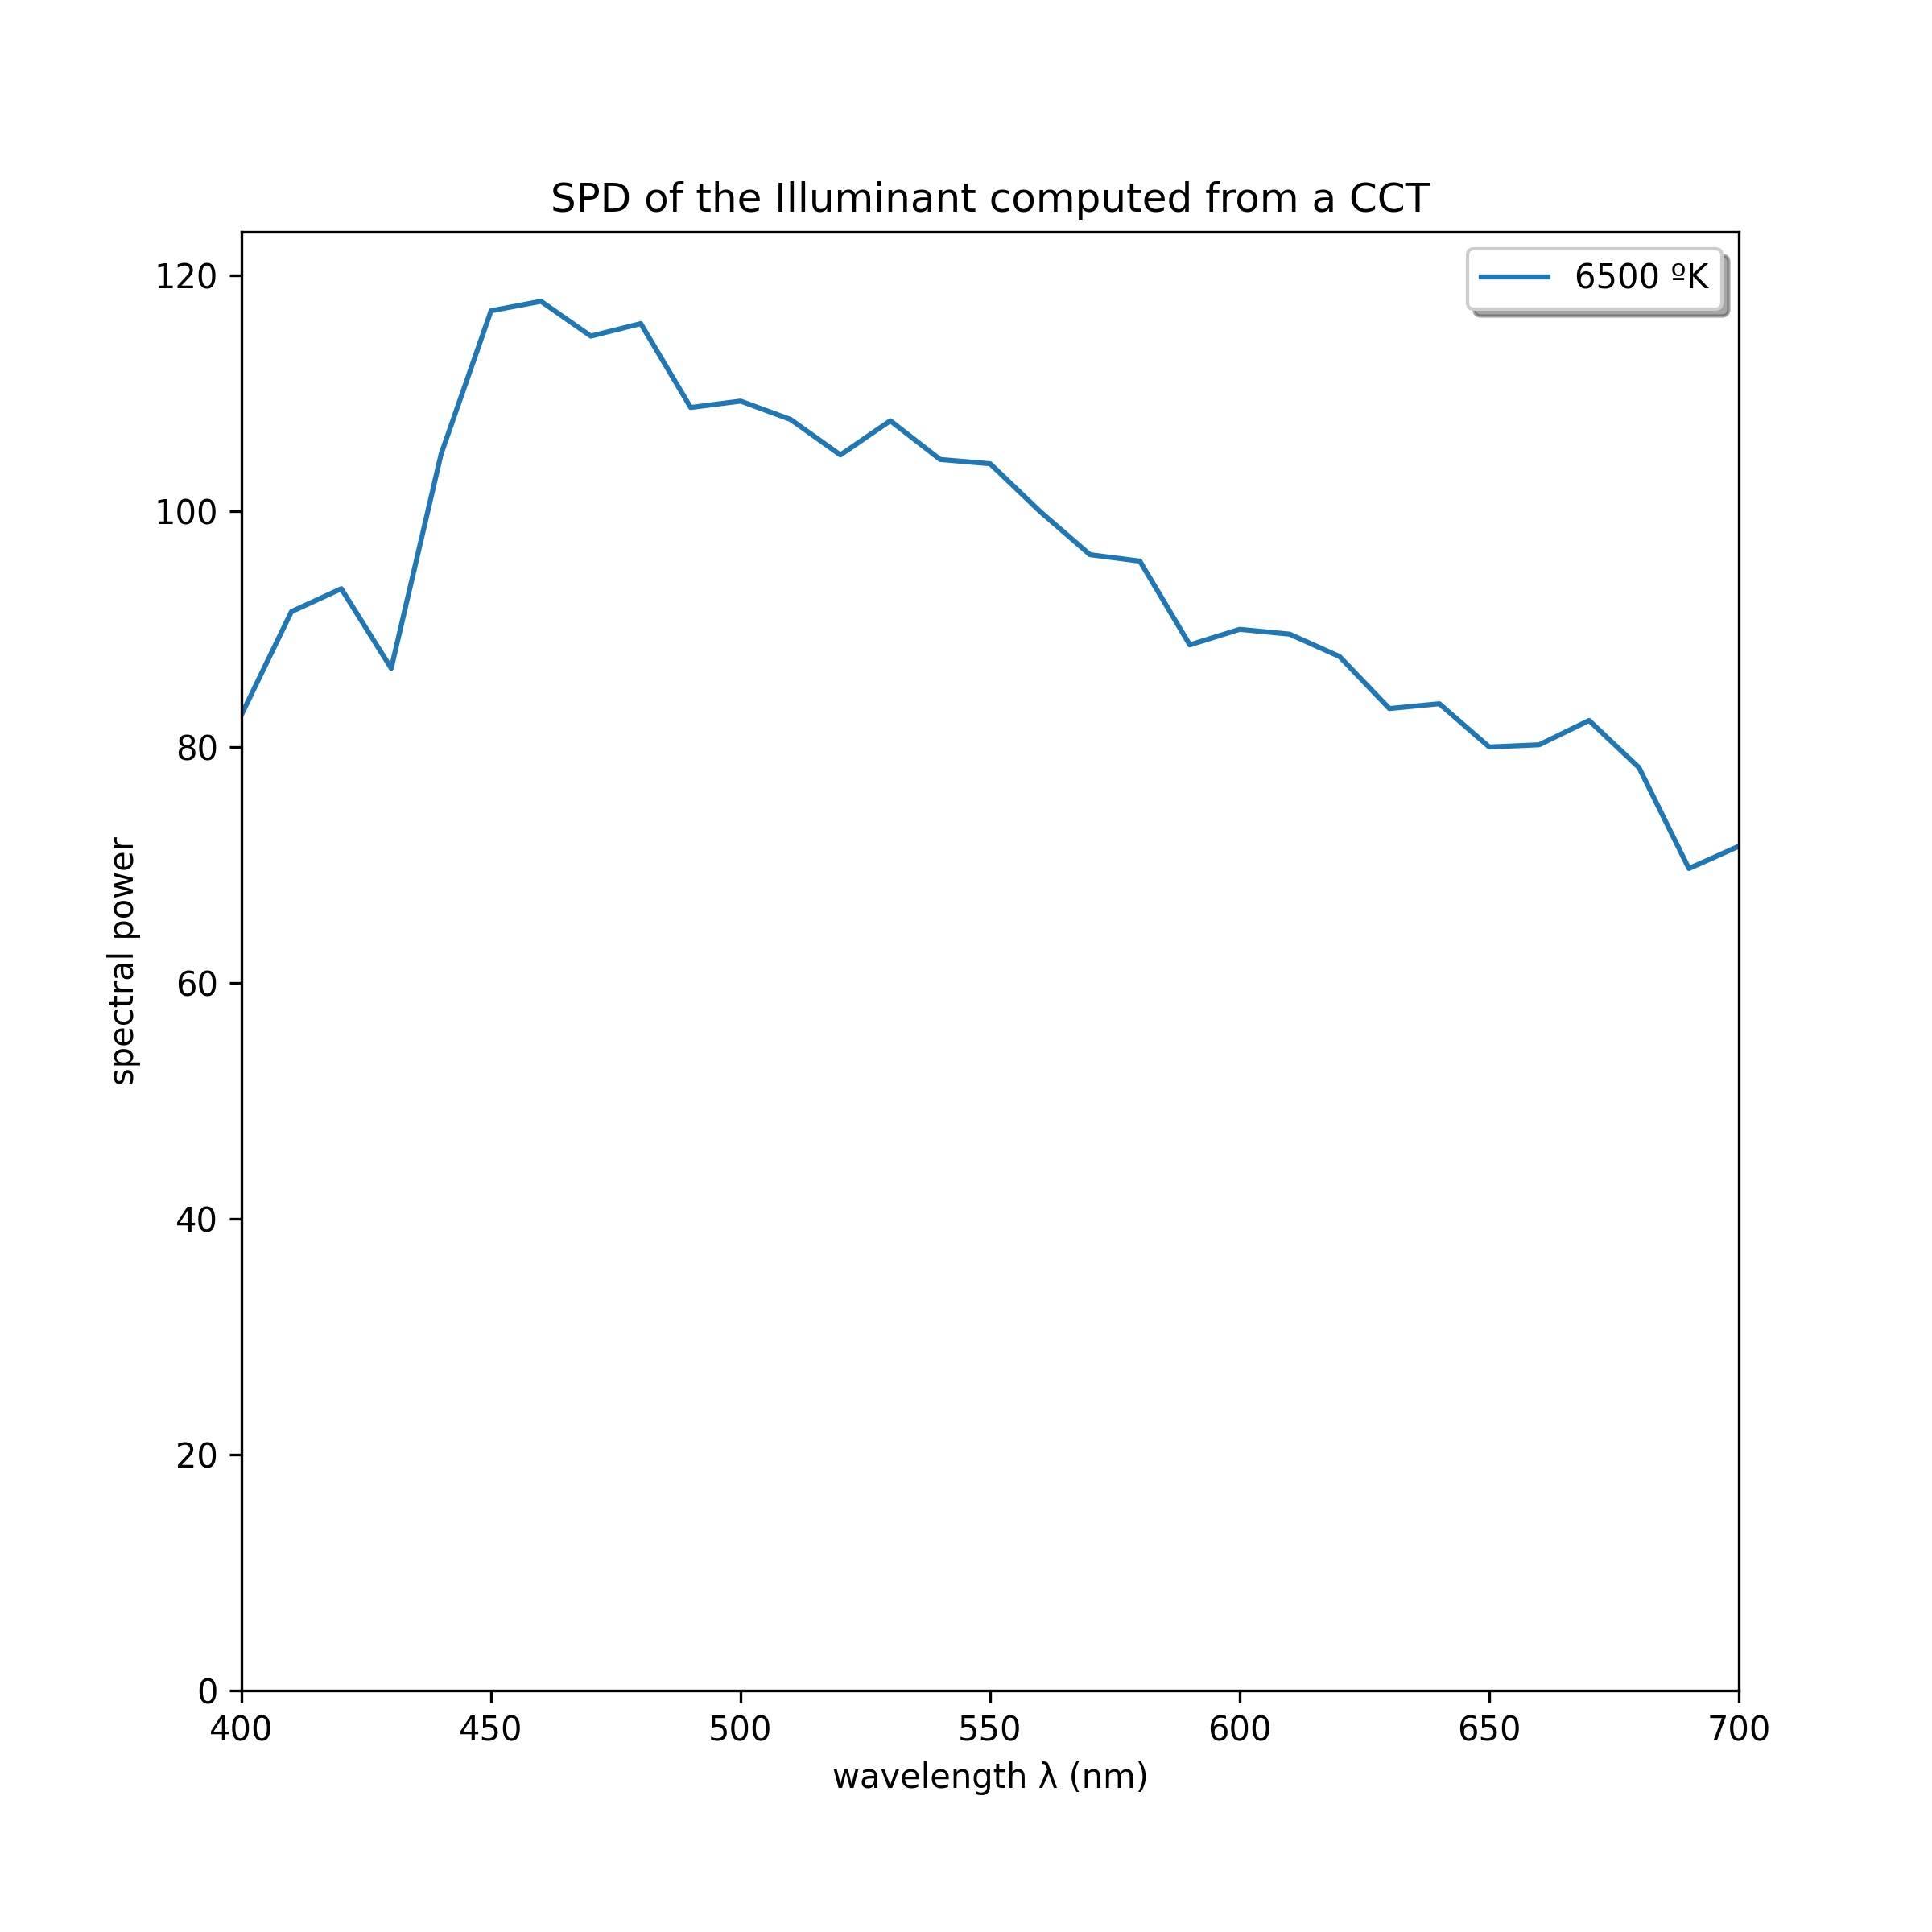 SPD of the Illuminant computed from a CCT
6500 ºK
120
100
80
60
40
20
0
spectral power
400 450 500 550 600 650 700
wavelength λ (nm)